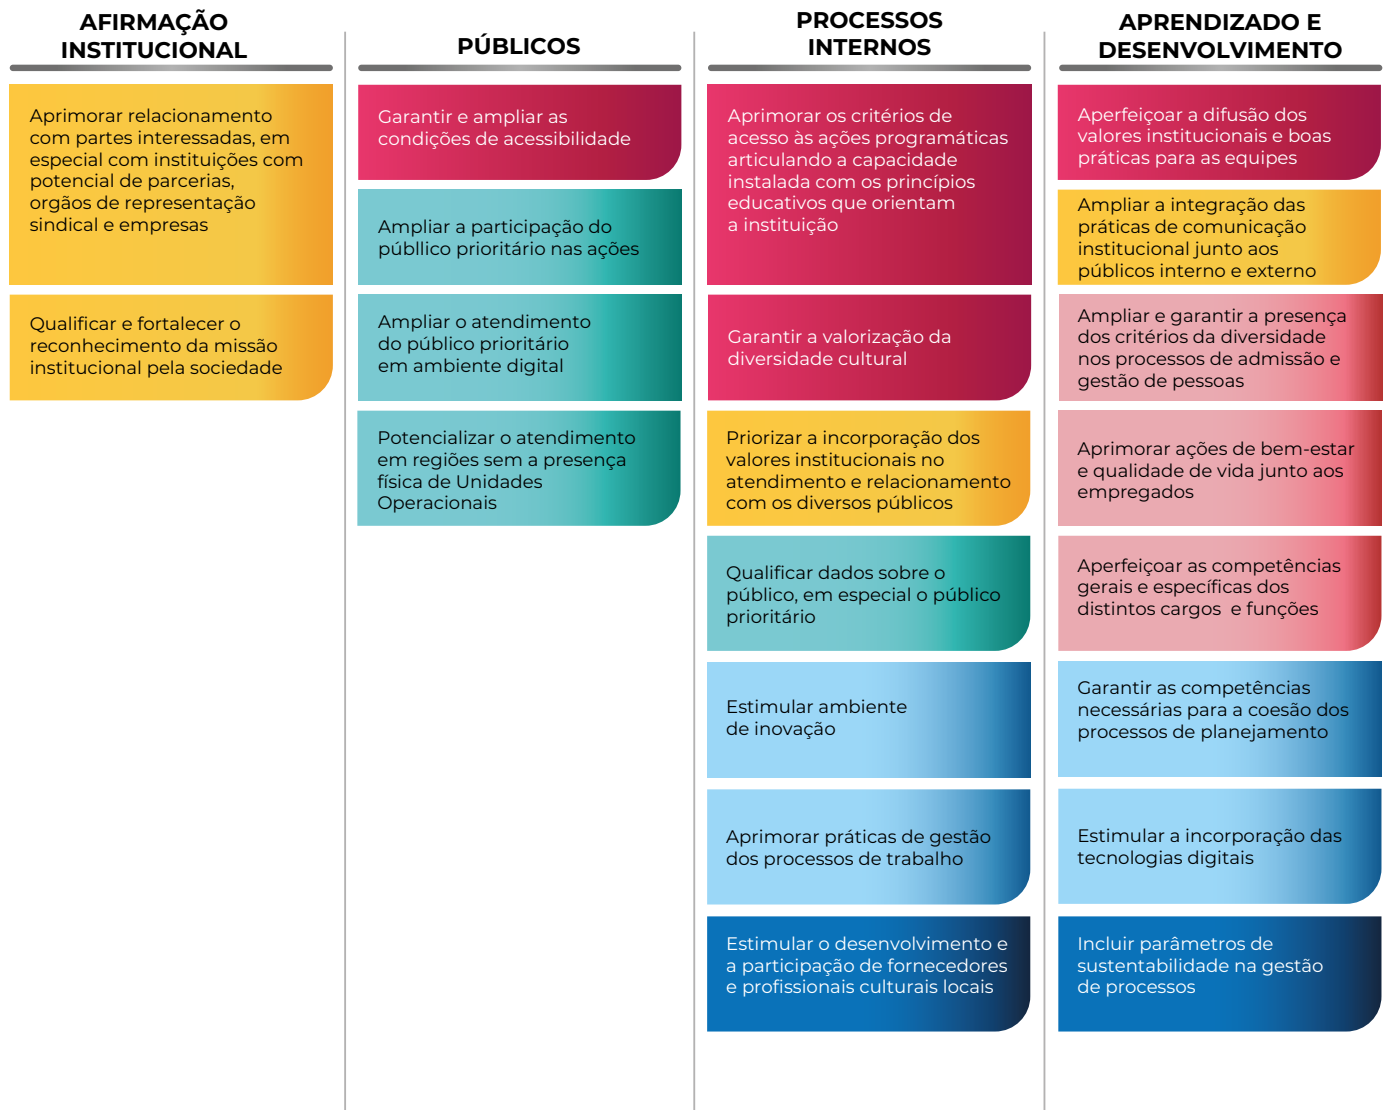 AFIRMAÇÃO
INSTITUCIONAL
Aprimorar relacionamento
com partes interessadas, em
especial com instituições com
potencial de parcerias,
orgãos de representação
sindical e empresas
Qualificar e fortalecer o
reconhecimento da missão
institucional pela sociedade
PÚBLICOS
Garantir e ampliar as
condições de acessibilidade
Ampliar a participação do
públlico prioritário nas ações
Ampliar o atendimento
do público prioritário
em ambiente digital
Potencializar o atendimento
em regiões sem a presença
física de Unidades
Operacionais
PROCESSOS
INTERNOS
Aprimorar os critérios de
acesso às ações programáticas
articulando a capacidade
instalada com os princípios
educativos que orientam
a instituição
Garantir a valorização da
diversidade cultural
Priorizar a incorporação dos
valores institucionais no
atendimento e relacionamento
com os diversos públicos
Qualificar dados sobre o
público, em especial o público
prioritário
Estimular ambiente
de inovação
Aprimorar práticas de gestão
dos processos de trabalho
Estimular o desenvolvimento e
a participação de fornecedores
e profissionais culturais locais
APRENDIZADO E
DESENVOLVIMENTO
Aperfeiçoar a difusão dos
valores institucionais e boas
práticas para as equipes
Ampliar a integração das
práticas de comunicação
institucional junto aos
públicos interno e externo
Ampliar e garantir a presença
dos critérios da diversidade
nos processos de admissão e
gestão de pessoas
Aprimorar ações de bem-estar
e qualidade de vida junto aos
empregados
Aperfeiçoar as competências
gerais e específicas dos
distintos cargos e funções
Garantir as competências
necessárias para a coesão dos
processos de planejamento
Estimular a incorporação das
tecnologias digitais
Incluir parâmetros de
sustentabilidade na gestão
de processos